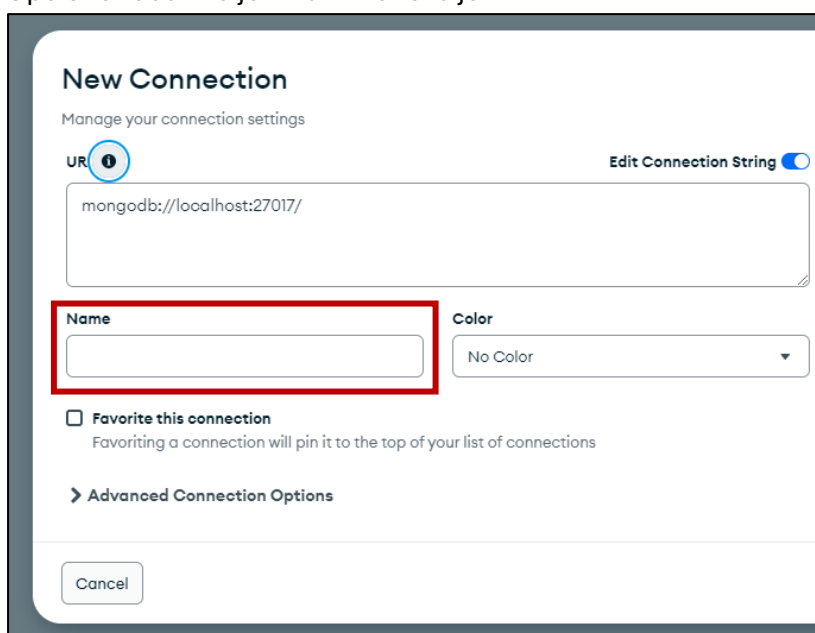 New Connection
Manage your connection settings
UR
Edit Connection String
mongodb://localhost:27017/
Name
Color
No Color
Favorite this connection
Favoriting a connection will pin it to the top of your list of connections
Advanced Connection Options
Cancel